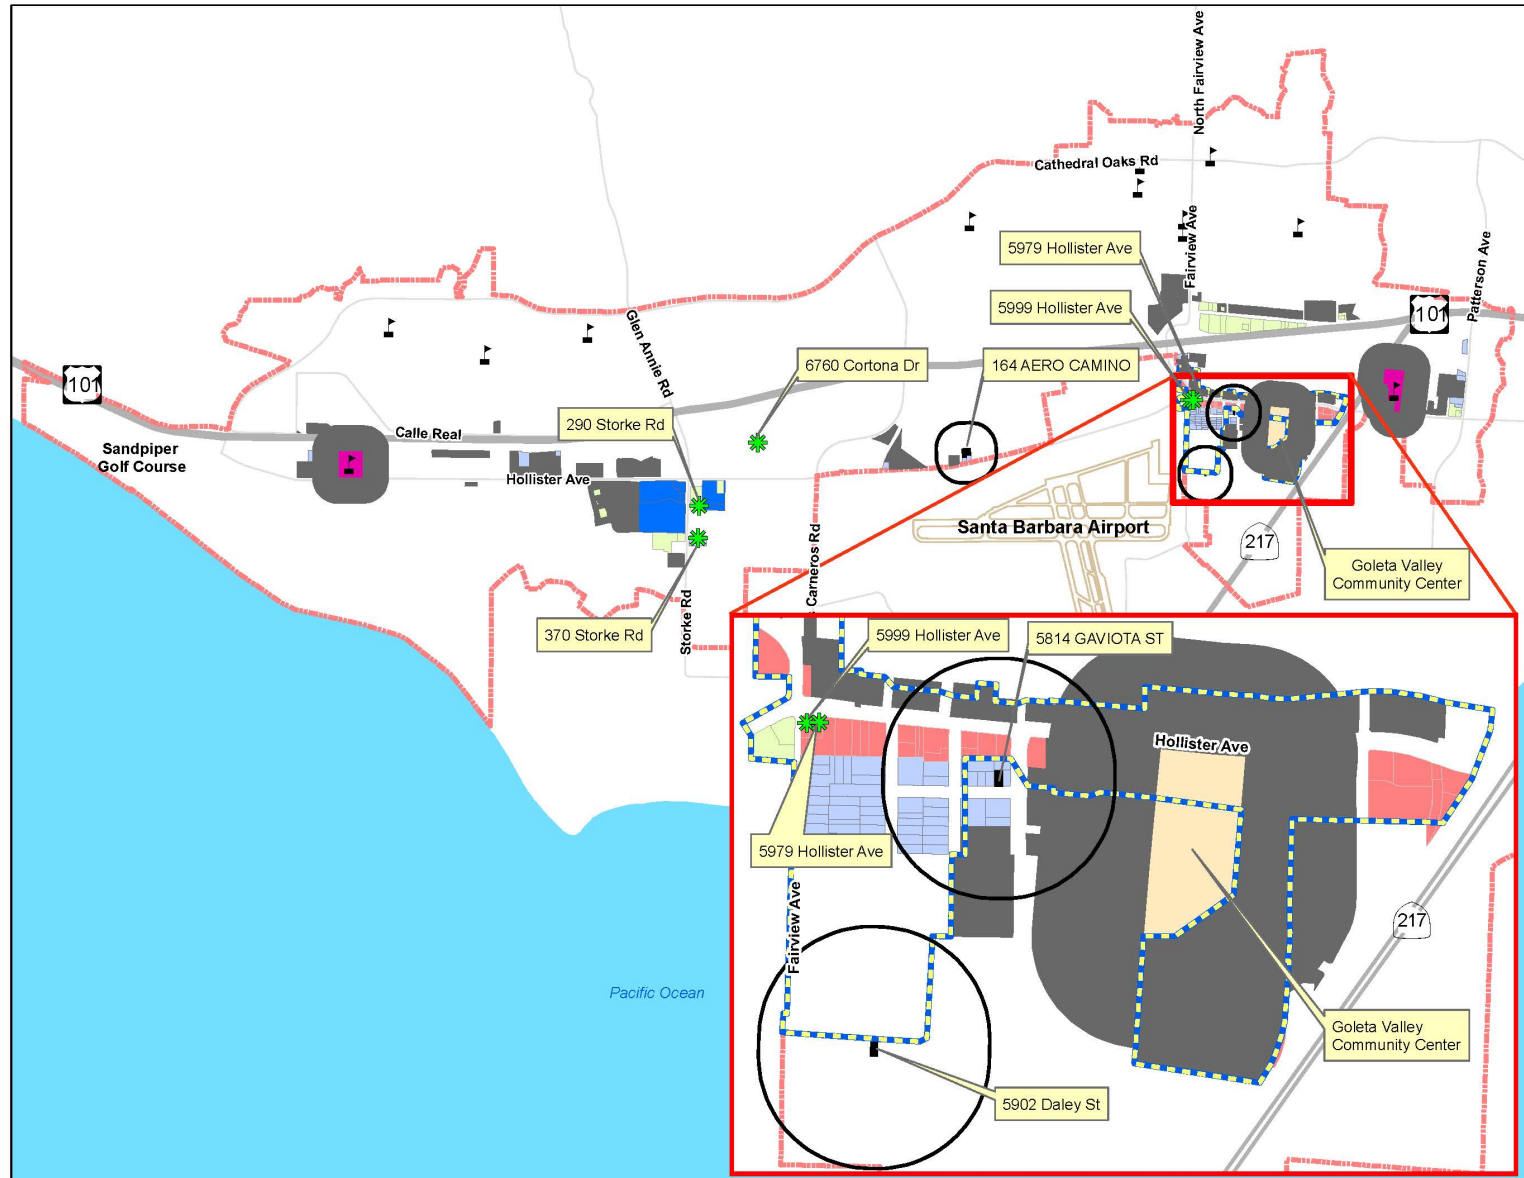 North Fairview Ave
Cathedral Oaks Rd
5979 Hollister Ave
Fairview Ave
Patterson Ave
5999 Hollister Ave
101
Glen Annie Rd
6760 Cortona Dr
164 AERO CAMINO
101
290 Storke Rd
Calle Real
Sandpiper
Golf Course
Hollister Ave
Santa Barbara Airport
217
Goleta Valley
Community Center
Carneros Rd
370 Storke Rd
Storke Rd
5999 Hollister Ave
5814 GAVIOTA ST
Hollister Ave
5979 Hollister Ave
Fairview Ave
217
Pacific Ocean
Goleta Valley
Community Center
5902 Daley St